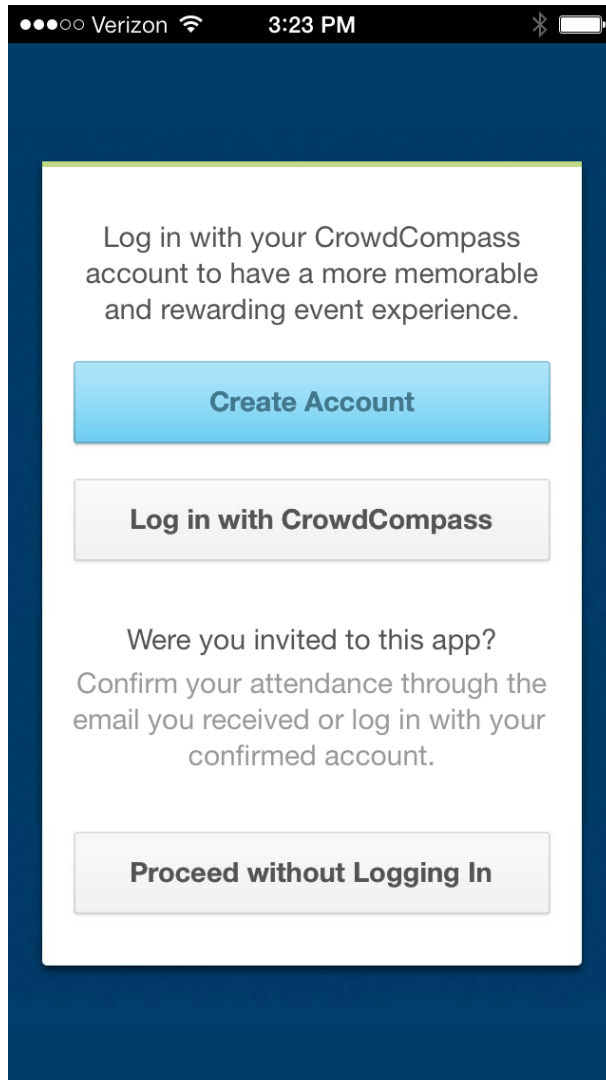 Verizon 3:23 PM
Log in with your CrowdCompass
account to have a more memorable
and rewarding event experience.
Create Account
Log in with CrowdCompass
Were you invited to this app?
Confirm your attendance through the
email you received or log in with your
confirmed account.
Proceed without Logging In